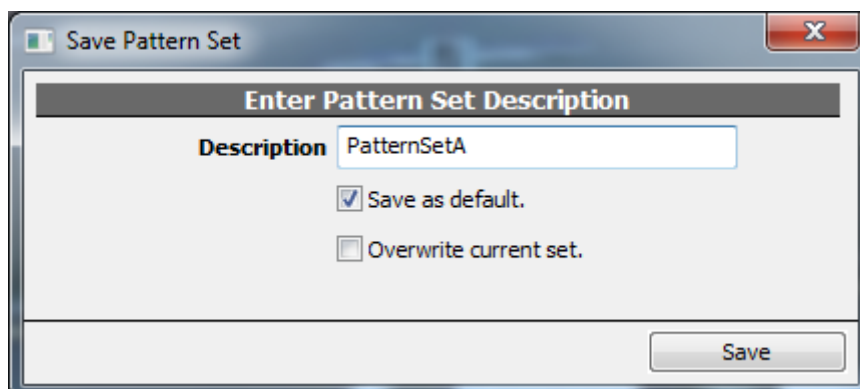 Save Pattern Set
Enter Pattern Set Description
Description PatternSetA
Save as default.
Overwrite current set.
Save